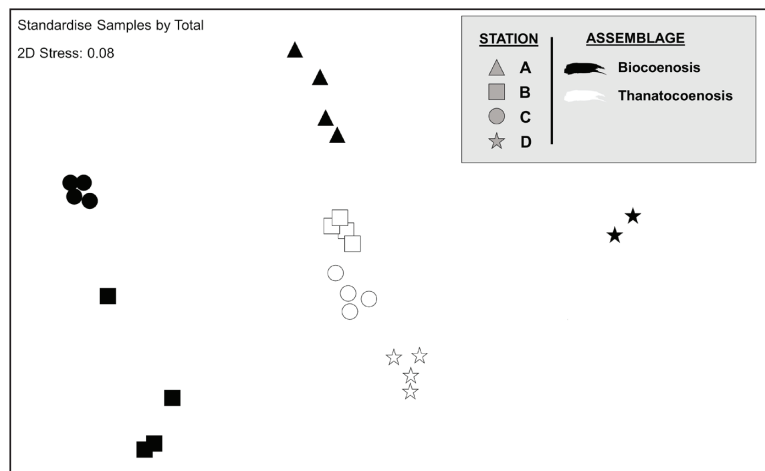 Standardise Samples by Total
2D Stress: 0.08
STATION
A
B
C
D
ASSEMBLAGE
Biocoenosis
Thanatocoenosis